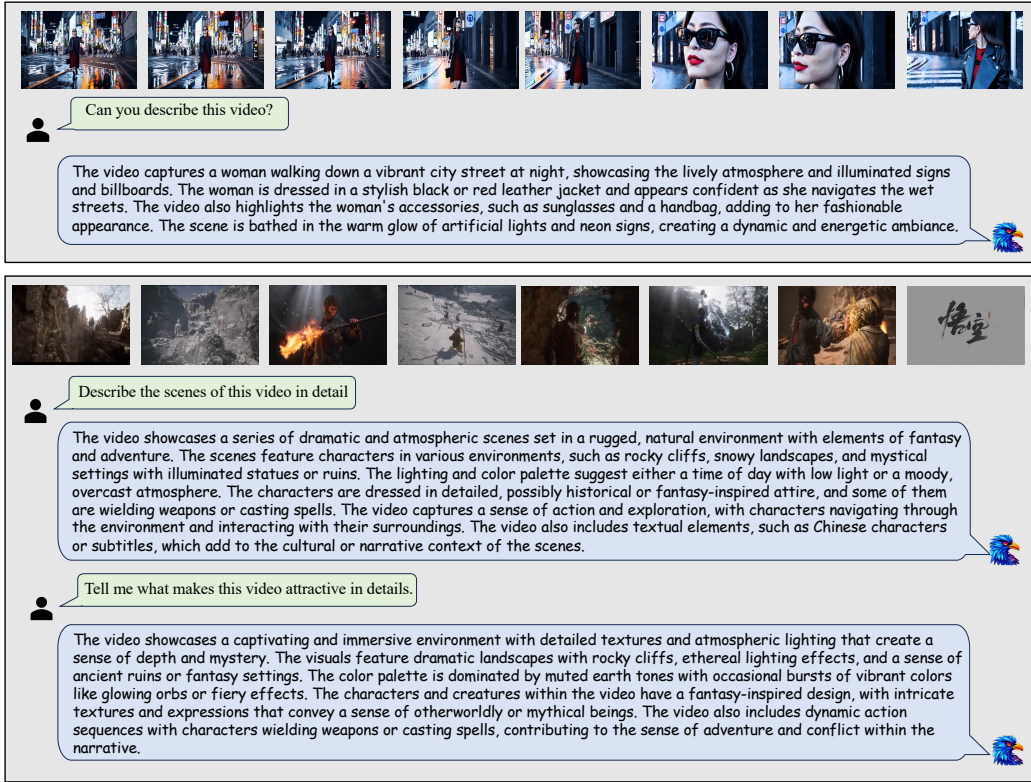 Can you describe this video?
The video captures a woman walking down a vibrant city street at night, showcasing the lively atmosphere and illuminated signs
and billboards. The woman is dressed in a stylish black or red leather jacket and appears confident as she navigates the wet
streets. The video also highlights the woman's accessories, such as sunglasses and a handbag, adding to her fashionable
appearance. The scene is bathed in the warm glow of artificial lights and neon signs, creating a dynamic and energetic ambiance.
悟空
Describe the scenes of this video in detail
The video showcases a series of dramatic and atmospheric scenes set in a rugged, natural environment with elements of fantasy
and adventure. The scenes feature characters in various environments, such as rocky cliffs, snowy landscapes, and mystical
settings with illuminated statues or ruins. The lighting and color palette suggest either a time of day with low light or a moody,
overcast atmosphere. The characters are dressed in detailed, possibly historical or fantasy-inspired attire, and some of them
are wielding weapons or casting spells. The video captures a sense of action and exploration, with characters navigating through
the environment and interacting with their surroundings. The video also includes textual elements, such as Chinese characters
or subtitles, which add to the cultural or narrative context of the scenes.
Tell me what makes this video attractive in details.
The video showcases a captivating and immersive environment with detailed textures and atmospheric lighting that create a
sense of depth and mystery. The visuals feature dramatic landscapes with rocky cliffs, ethereal lighting effects, and a sense of
ancient ruins or fantasy settings. The color palette is dominated by muted earth tones with occasional bursts of vibrant colors
like glowing orbs or fiery effects. The characters and creatures within the video have a fantasy-inspired design, with intricate
textures and expressions that convey a sense of otherworldly or mythical beings. The video also includes dynamic action
sequences with characters wielding weapons or casting spells, contributing to the sense of adventure and conflict within the
narrative.